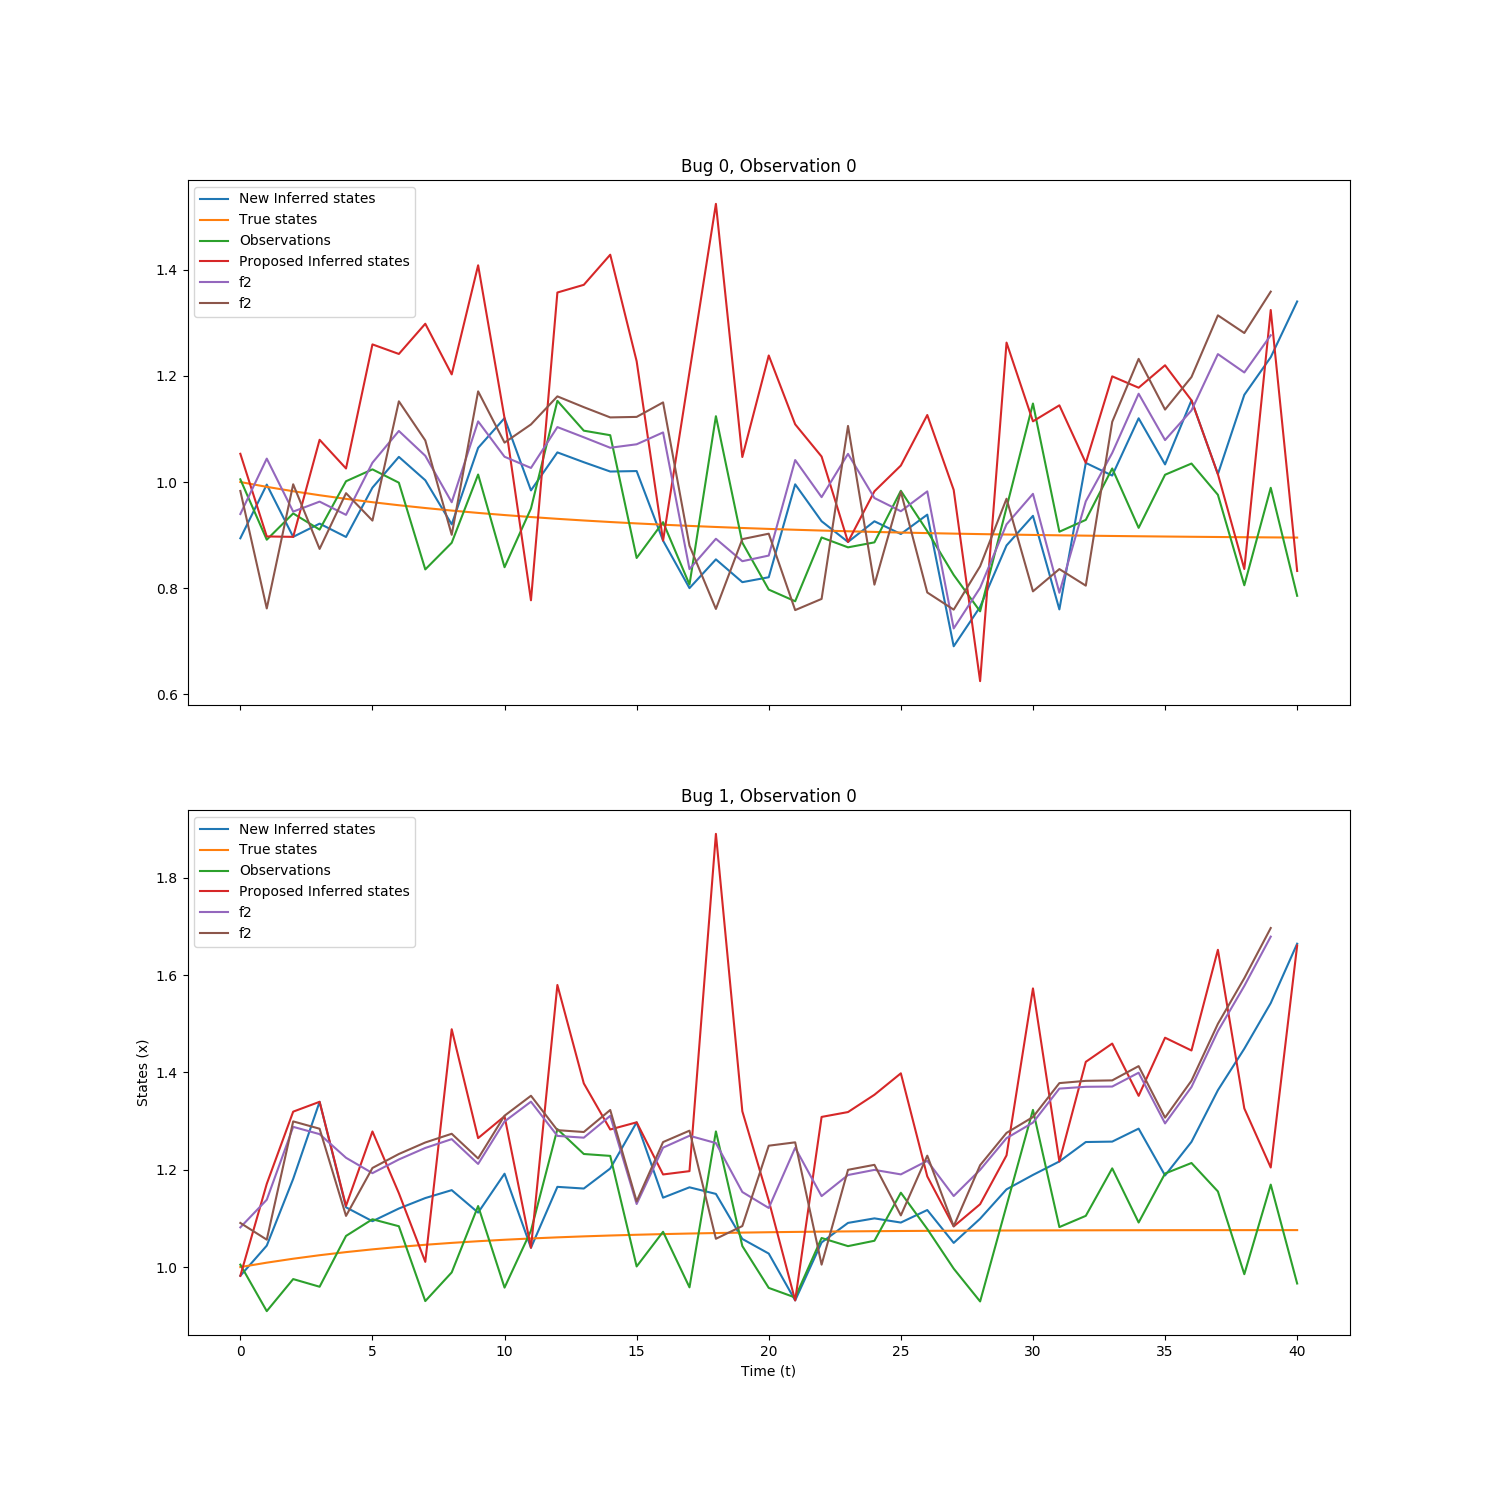 Bug 0, Observation 0
New Inferred states
True states
Observations
Proposed Inferred states
f2
f2
1.4
1.2
1.0
0.8
0.6
Bug 1, Observation 0
New Inferred states
True states
Observations
Proposed Inferred states
f2
f2
1.8
1.6
1.4
1.2
1.0
States (x)
0 5 10 15 20 25 30 35 40
Time (t)